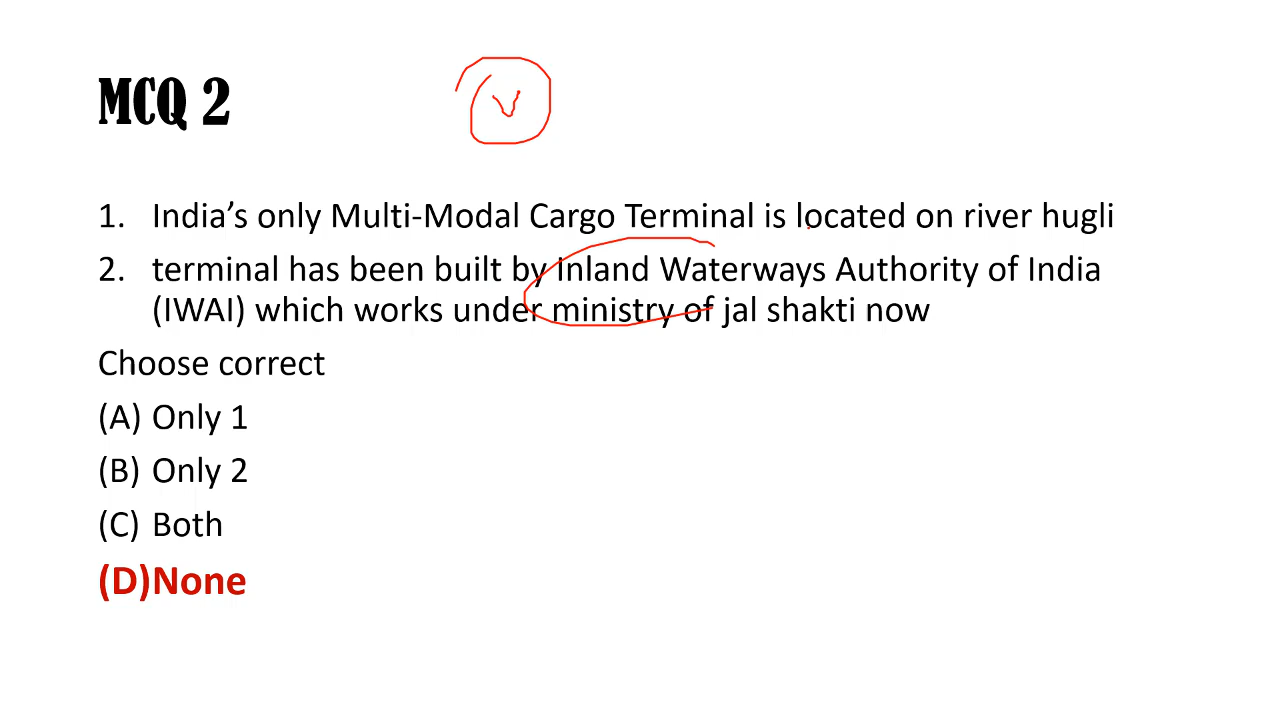 MCQ 2
V
1. India's only Multi-Modal Cargo Terminal is located on river hugli
2. terminal has been built by Inland Waterways Authority of India
(IWAI) which works under ministry of jal shakti now
Choose correct
(A) Only 1
(B) Only 2
(C) Both
(D)None